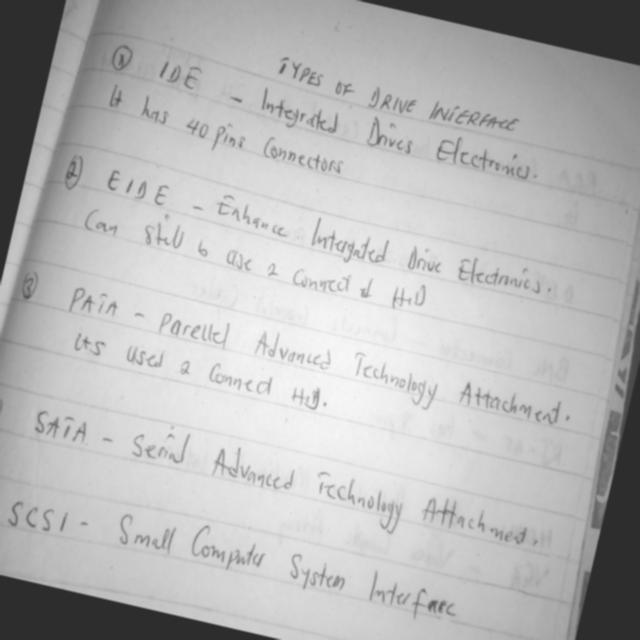 TYPES OF DRIVE INTERFACE
① IDE - Integrated Drives Electronics.
It has 40 pins Connectors
② EIDE - Enhance Intergated Drive Electronics.
Can still b use 2 Connect d HD
③ PATA - Parellel Advanced Technology Attachment.
its used 2 Connect Hd.
SATA - Serial Advanced Technology Attachment.
SCSI - Small Computer System Interface